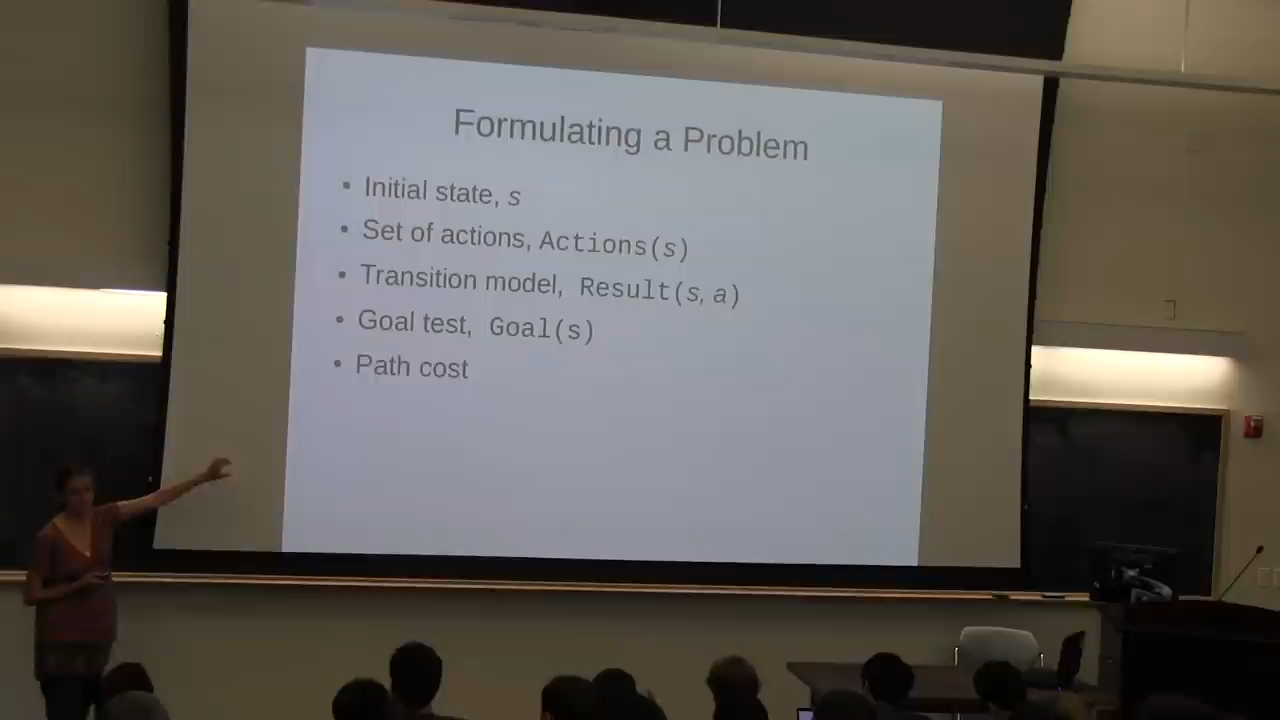 Formulating a Problem
• Initial state, s
• Set of actions, Actions(s)
• Transition model, Result(s, a)
• Goal test, Goal(s)
• Path cost